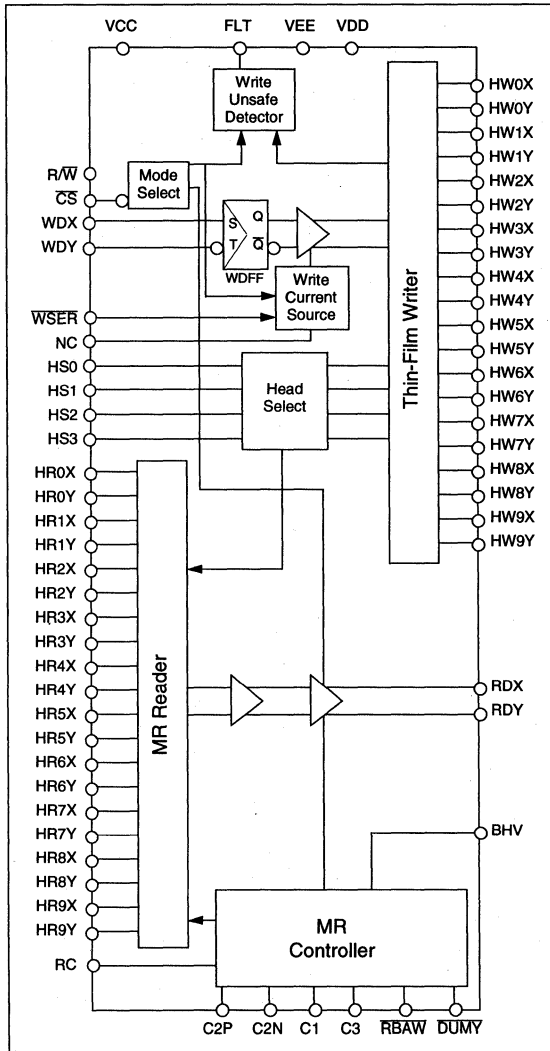 VCC FLT VEE VDD
Write
Unsafe
Detector
Thin-Film Writer
HW0X
HW0Y
HW1X
HW1Y
HW2X
HW2Y
HW3X
HW3Y
HW4X
HW4Y
HW5X
HW5Y
HW6X
HW6Y
HW7X
HW7Y
HW8X
HW8Y
HW9X
HW9Y
R/W̅
C̅S̅
Mode
Select
WDX
WDY
S Q
T Q̅
WDFF
Write
Current
Source
W̅S̅E̅R̅
NC
HS0
HS1
HS2
HS3
Head
Select
HR0X
HR0Y
HR1X
HR1Y
HR2X
HR2Y
HR3X
HR3Y
HR4X
HR4Y
HR5X
HR5Y
HR6X
HR6Y
HR7X
HR7Y
HR8X
HR8Y
HR9X
HR9Y
RC
MR Reader
RDX
RDY
BHV
MR
Controller
C2P C2N C1 C3 R̅B̅A̅W̅ D̅U̅M̅Y̅